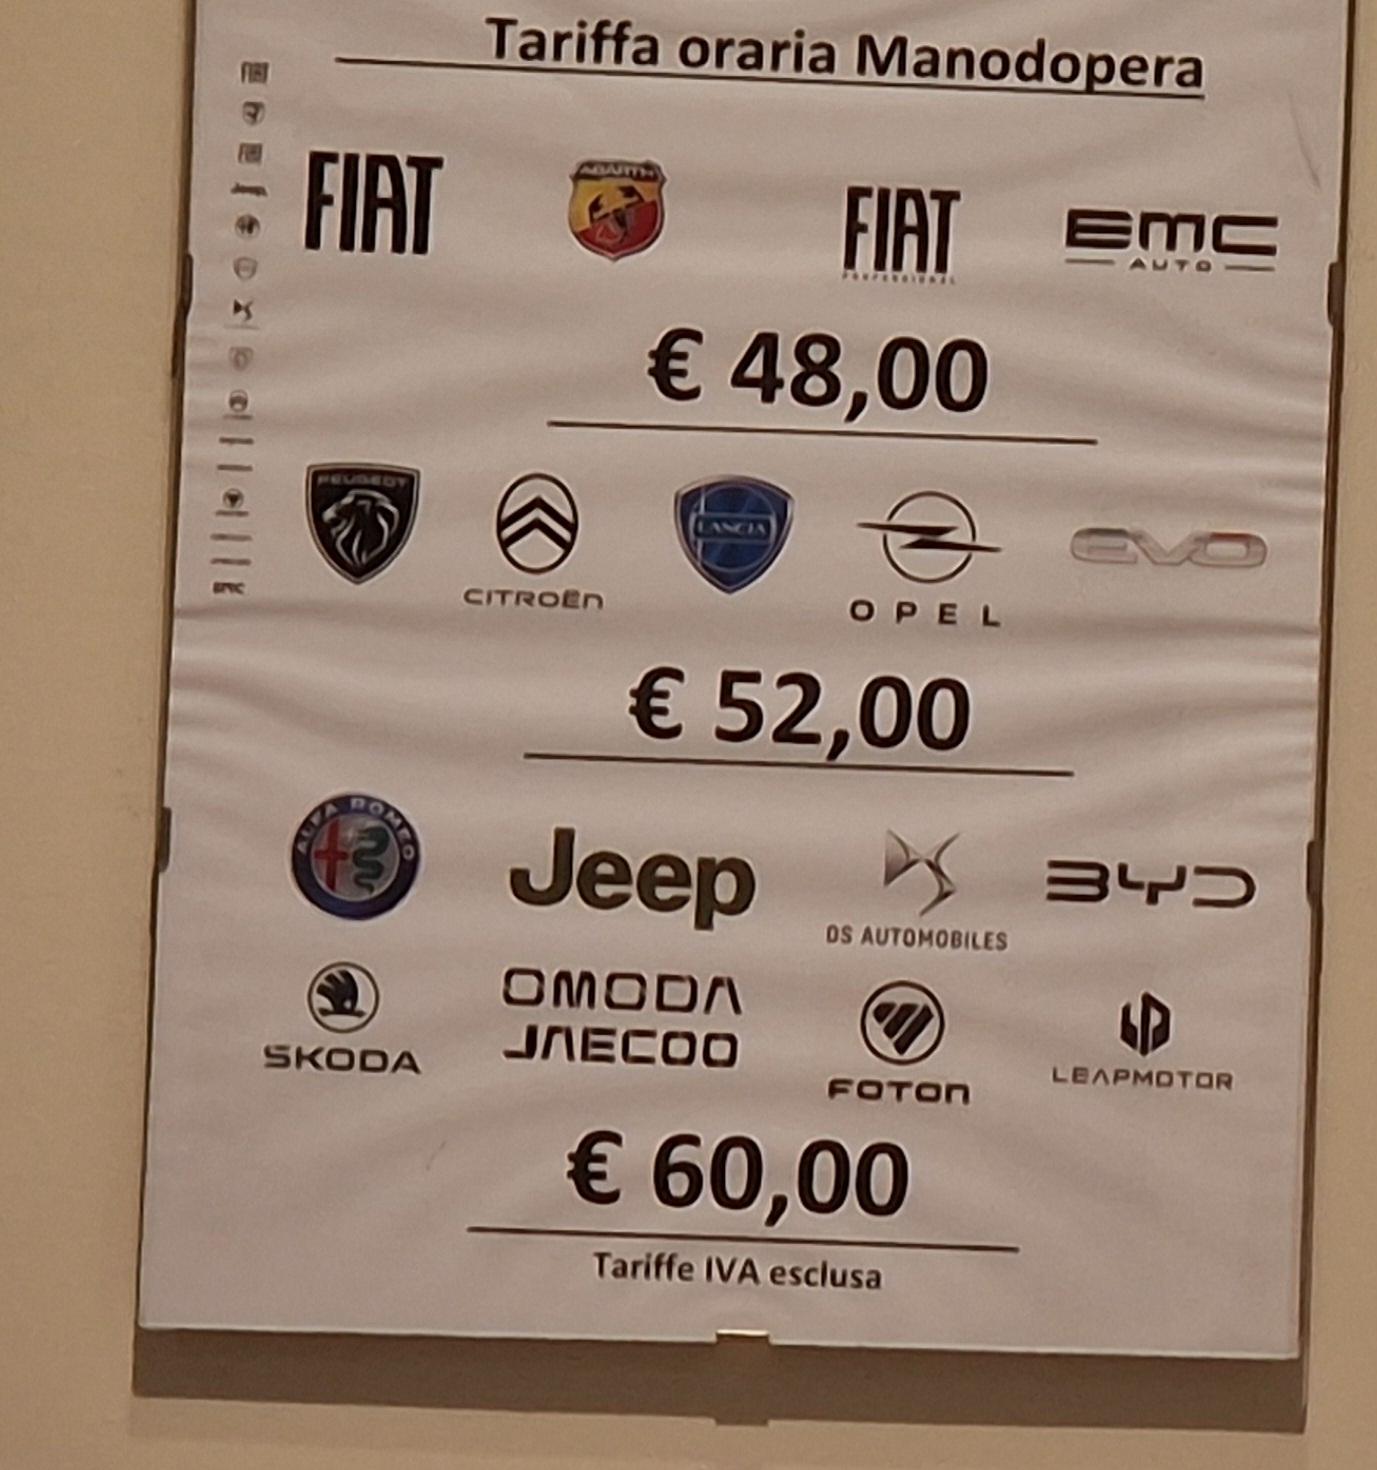 Tariffa oraria Manodopera
FIAT
ABARTH
FIAT
PROFESSIONAL
EMC
AUTO
€ 48,00
PEUGEOT
CITROËN
LANCIA
OPEL
EVO
€ 52,00
ALFA ROMEO
Jeep
DS AUTOMOBILES
BYD
ŠKODA
OMODA
JAECOO
FOTON
LEAPMOTOR
€ 60,00
Tariffe IVA esclusa